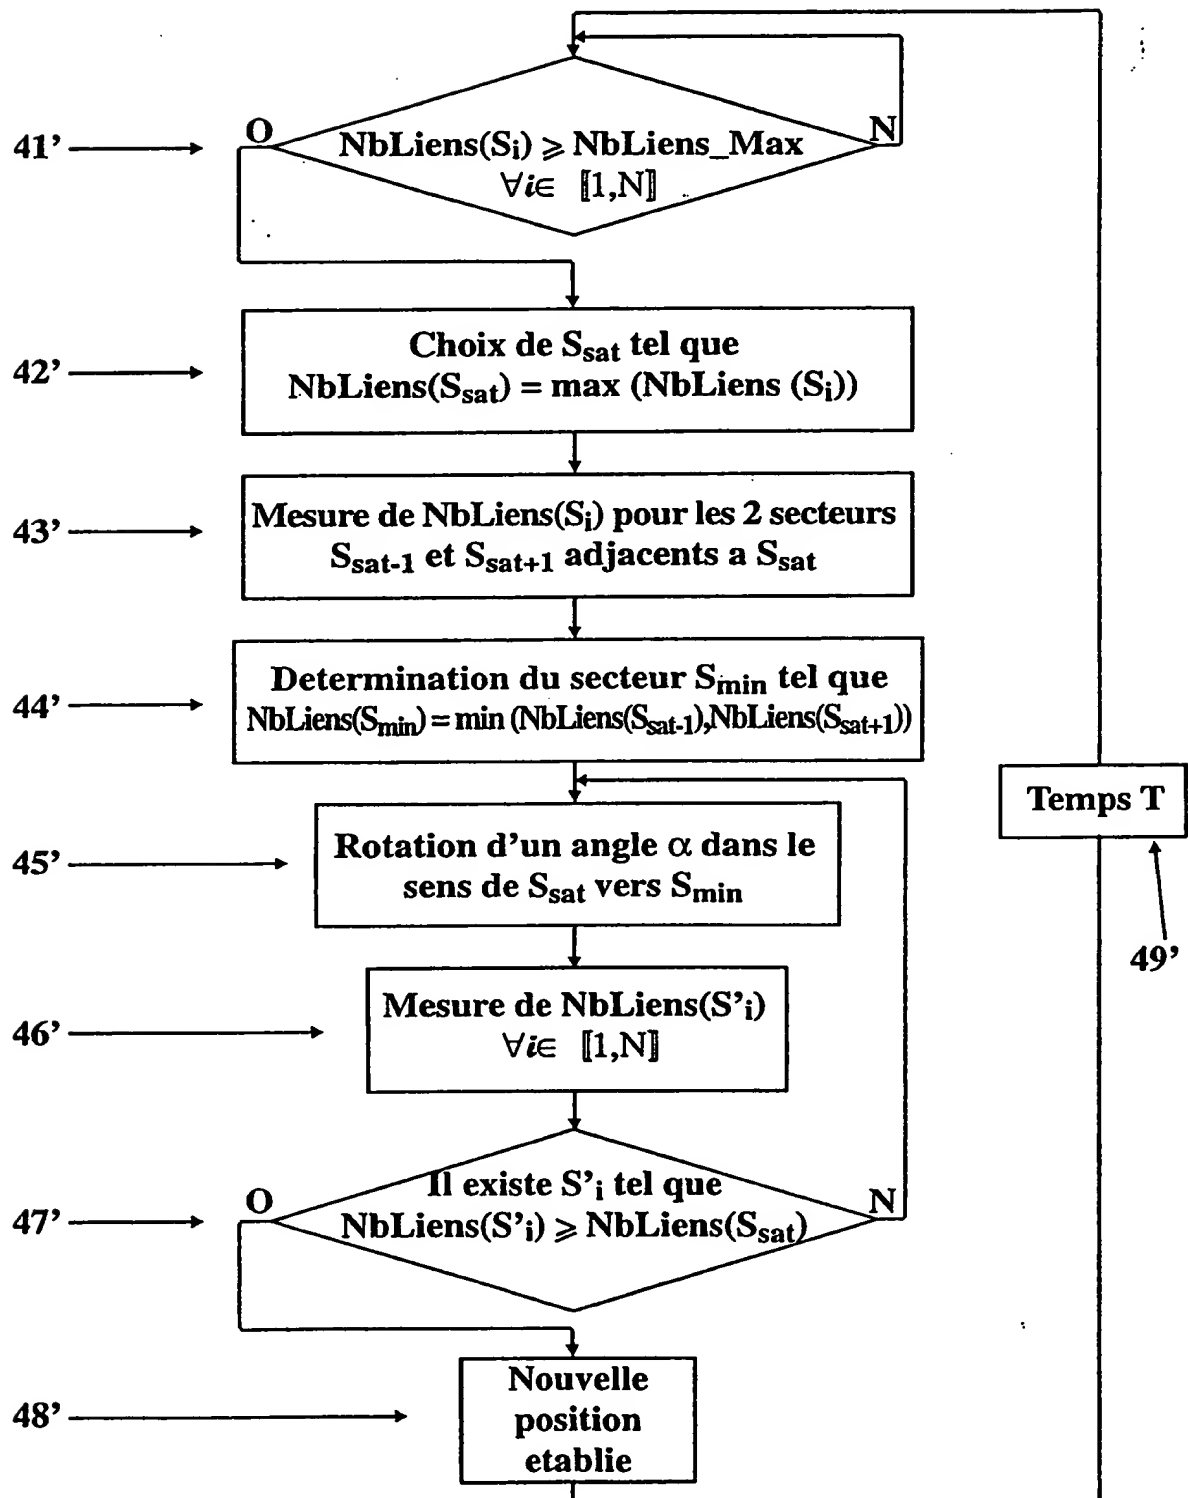 O
N
41'
NbLiens(Si) ⩾ NbLiens_Max
∀i∈ ⟦1,N⟧
42'
Choix de Ssat tel que
NbLiens(Ssat) = max (NbLiens (Si))
43'
Mesure de NbLiens(Si) pour les 2 secteurs
Ssat-1 et Ssat+1 adjacents a Ssat
44'
Determination du secteur Smin tel que
NbLiens(Smin) = min (NbLiens(Ssat-1),NbLiens(Ssat+1))
Temps T
49'
45'
Rotation d'un angle α dans le
sens de Ssat vers Smin
46'
Mesure de NbLiens(S'i)
∀i∈ ⟦1,N⟧
O
N
47'
Il existe S'i tel que
NbLiens(S'i) ⩾ NbLiens(Ssat)
48'
Nouvelle
position
etablie